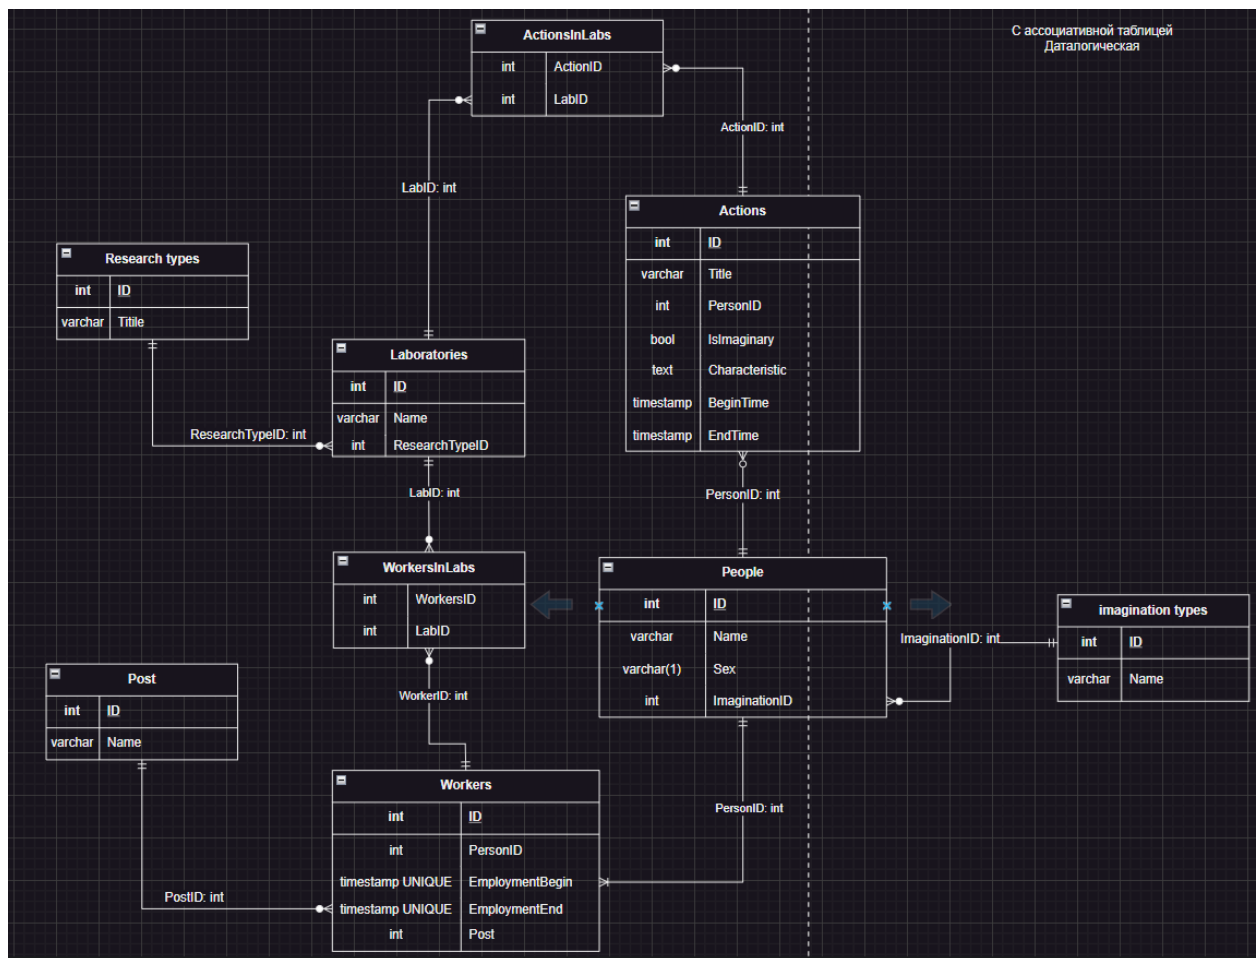 С ассоциативной таблицей
Даталогическая
ActionsInLabs
int ActionID
int LabID
ActionID: int
LabID: int
Actions
int ID
varchar Title
int PersonID
bool IsImaginary
text Characteristic
timestamp BeginTime
timestamp EndTime
Research types
int ID
varchar Titile
ResearchTypeID: int
Laboratories
int ID
varchar Name
int ResearchTypeID
LabID: int
PersonID: int
WorkersInLabs
int WorkersID
int LabID
People
int ID
varchar Name
varchar(1) Sex
int ImaginationID
ImaginationID: int
imagination types
int ID
varchar Name
Post
int ID
varchar Name
WorkerID: int
PersonID: int
PostID: int
Workers
int ID
int PersonID
timestamp UNIQUE EmploymentBegin
timestamp UNIQUE EmploymentEnd
int Post